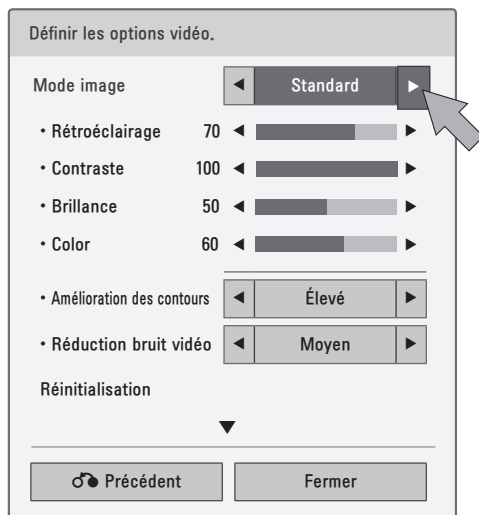 Définir les options vidéo.
Mode image ◀ Standard ▶
• Rétroéclairage 70 ◀ ▶
• Contraste 100 ◀ ▶
• Brillance 50 ◀ ▶
• Color 60 ◀ ▶
• Amélioration des contours ◀ Élevé ▶
• Réduction bruit vidéo ◀ Moyen ▶
Réinitialisation
▼
Précédent Fermer